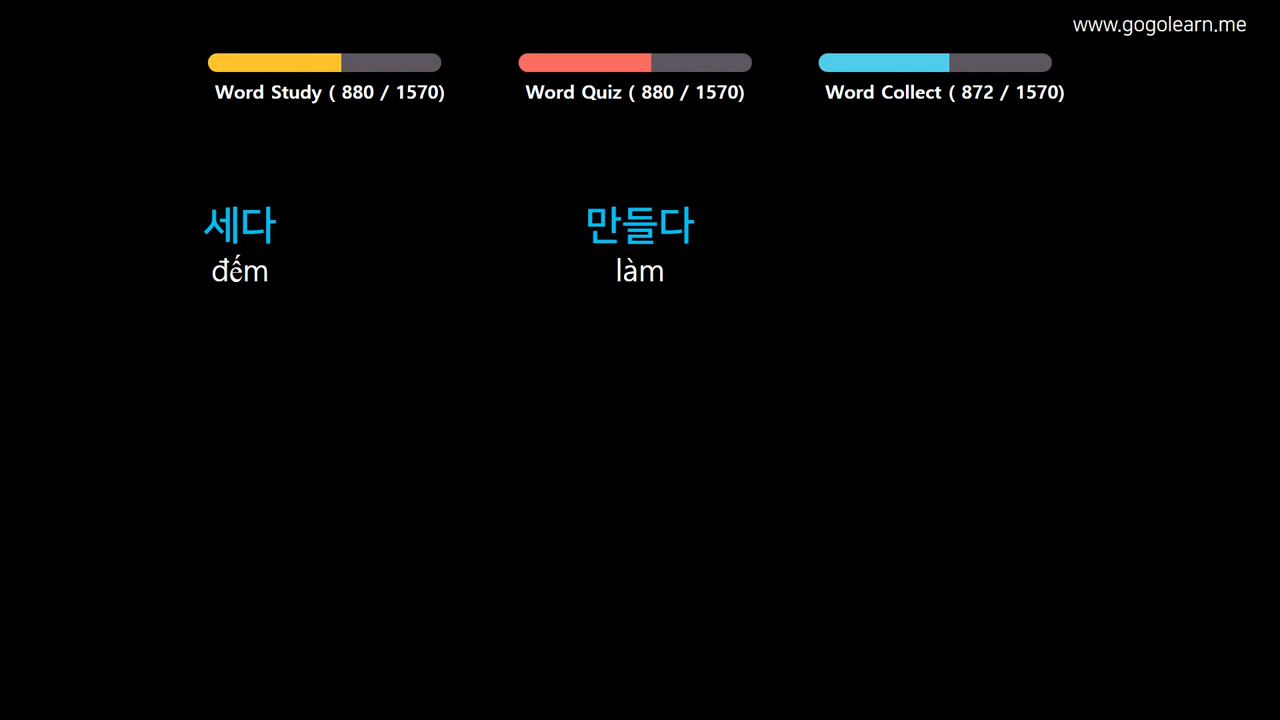 www.gogolearn.me
Word Study ( 880 / 1570)
Word Quiz ( 880 / 1570)
Word Collect ( 872 / 1570)
세다
đếm
만들다
làm